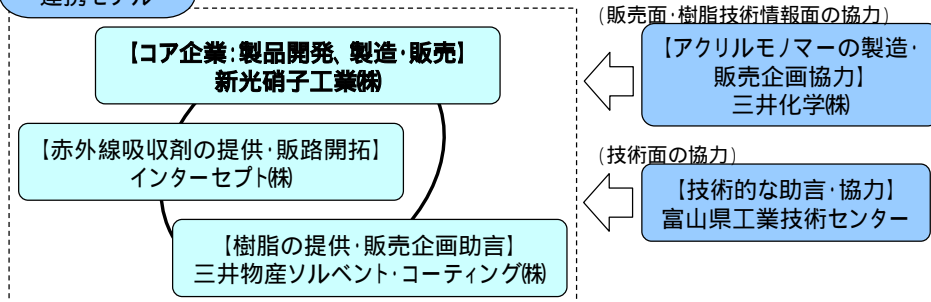 連携モデル
(販売面・樹脂技術情報面の協力)
【コア企業:製品開発、製造・販売】
新光硝子工業㈱
【アクリルモノマーの製造・
販売企画協力】
三井化学㈱
【赤外線吸収剤の提供・販路開拓】
インターセプト㈱
(技術面の協力)
【技術的な助言・協力】
富山県工業技術センター
【樹脂の提供・販売企画助言】
三井物産ソルベント・コーティング㈱